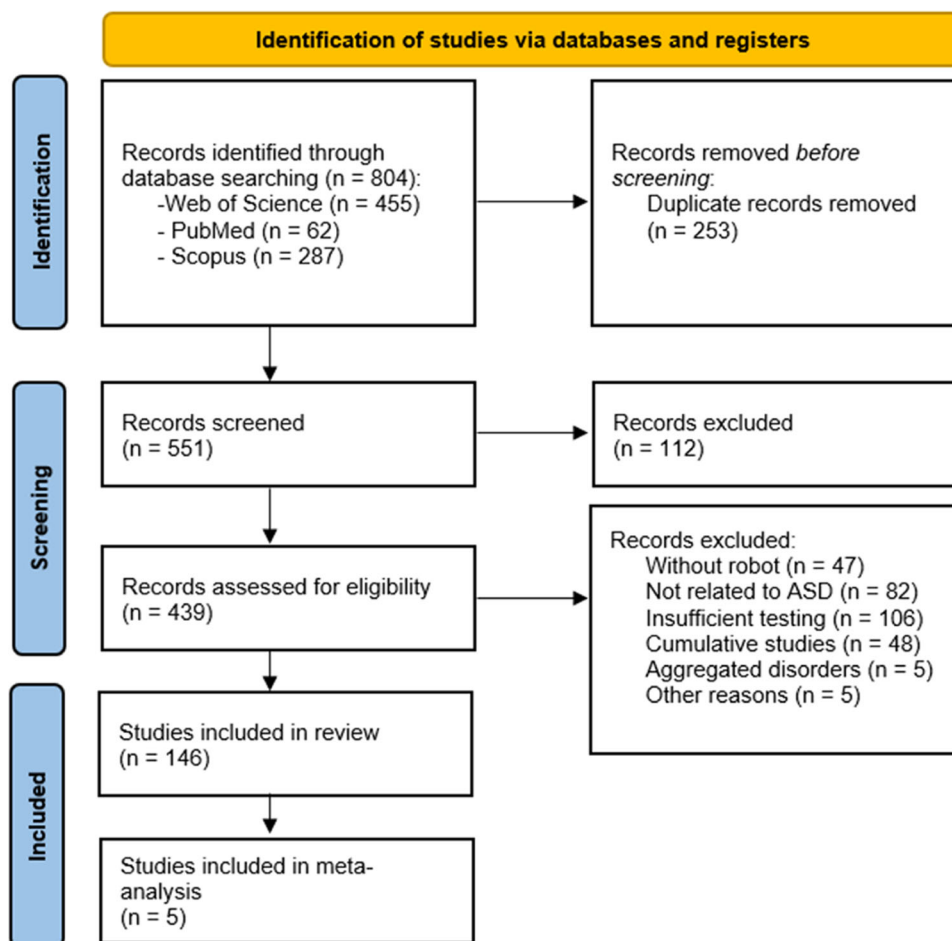 Identification of studies via databases and registers
Identification
Records identified through
database searching (n = 804):
-Web of Science (n = 455)
- PubMed (n = 62)
- Scopus (n = 287)
Records removed before
screening:
Duplicate records removed
(n = 253)
Screening
Records screened
(n = 551)
Records excluded
(n = 112)
Records assessed for eligibility
(n = 439)
Records excluded:
Without robot (n = 47)
Not related to ASD (n = 82)
Insufficient testing (n = 106)
Cumulative studies (n = 48)
Aggregated disorders (n = 5)
Other reasons (n = 5)
Included
Studies included in review
(n = 146)
Studies included in meta-
analysis
(n = 5)